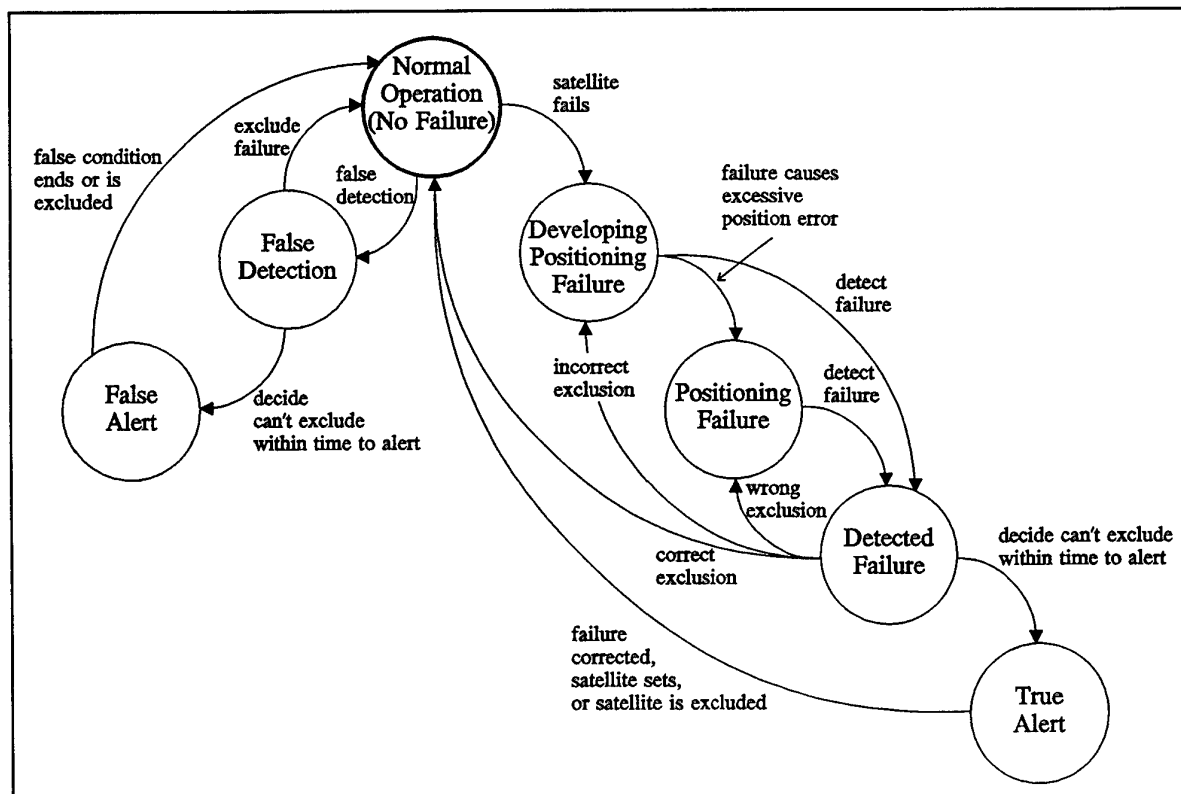 Normal
Operation
(No Failure)
satellite
fails
exclude
failure
false condition
ends or is
excluded
false
detection
failure causes
excessive
position error
False
Detection
Developing
Positioning
Failure
detect
failure
incorrect
exclusion
detect
failure
False
Alert
decide
can't exclude
within time to alert
Positioning
Failure
wrong
exclusion
correct
exclusion
Detected
Failure
decide can't exclude
within time to alert
failure
corrected,
satellite sets,
or satellite is excluded
True
Alert